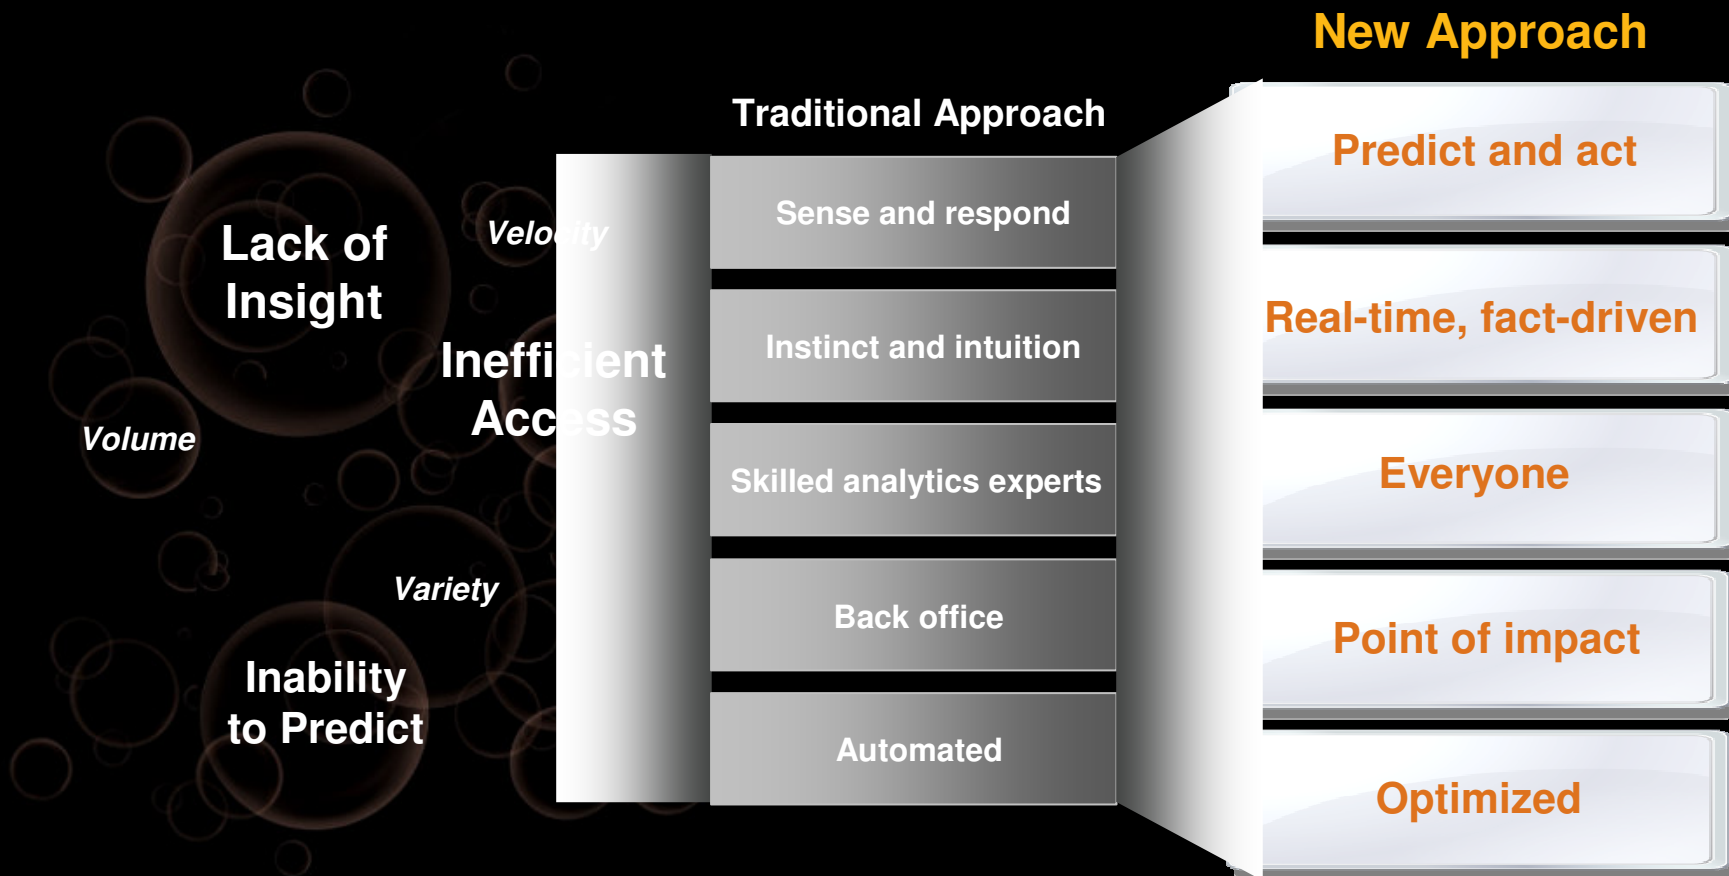 New Approach
Traditional Approach
Predict and act
Sense and respond
Velocity
Lack of
Insight
Real-time, fact-driven
Instinct and intuition
Inefficient
Access
Volume
Everyone
Skilled analytics experts
Variety
Back office
Point of impact
Inability
to Predict
Automated
Optimized